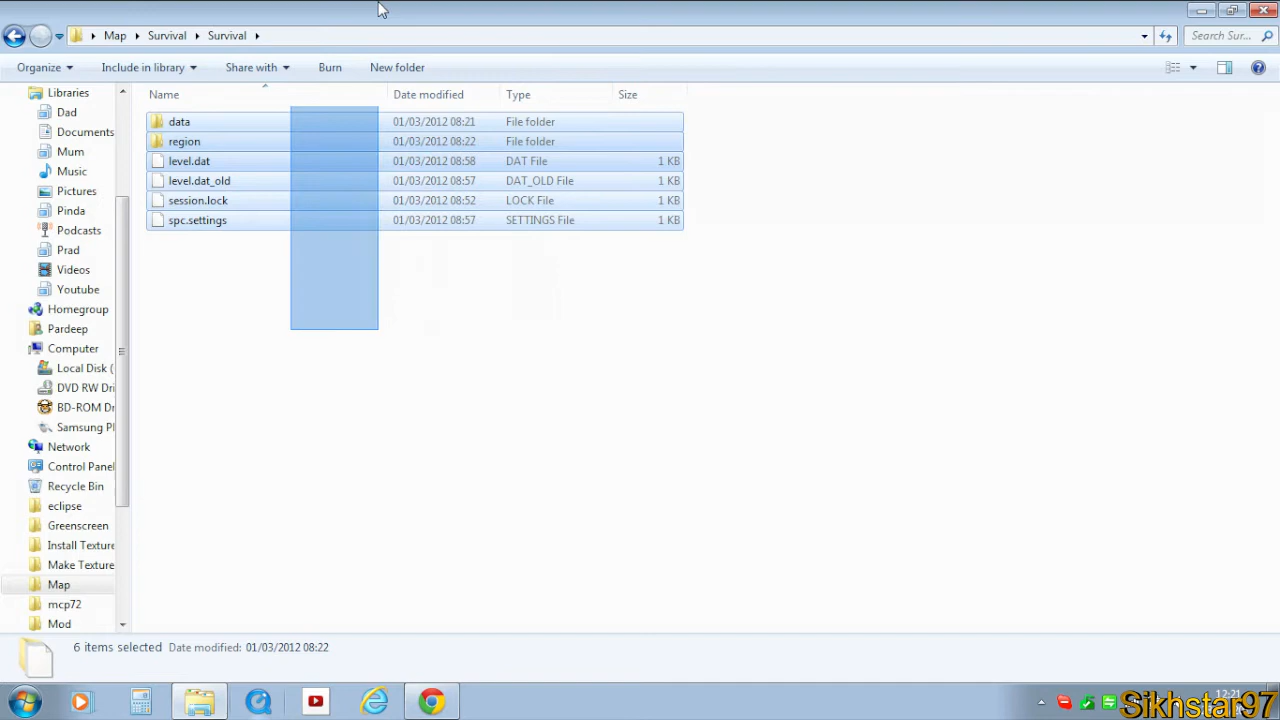 Map Survival Survival Search Sur...
Organize Include in library Share with Burn New folder
Name Date modified Type Size
data 01/03/2012 08:21 File folder
region 01/03/2012 08:22 File folder
level.dat 01/03/2012 08:58 DAT File 1 KB
level.dat_old 01/03/2012 08:57 DAT_OLD File 1 KB
session.lock 01/03/2012 08:52 LOCK File 1 KB
spc.settings 01/03/2012 08:57 SETTINGS File 1 KB
Libraries
Dad
Documents
Mum
Music
Pictures
Pinda
Podcasts
Prad
Videos
Youtube
Homegroup
Pardeep
Computer
Local Disk (
DVD RW Dri
BD-ROM Dr
Samsung P
Network
Control Panel
Recycle Bin
eclipse
Greenscreen
Install Texture
Make Texture
Map
mcp72
Mod
6 items selected Date modified: 01/03/2012 08:22
12:21
Sikhstar97